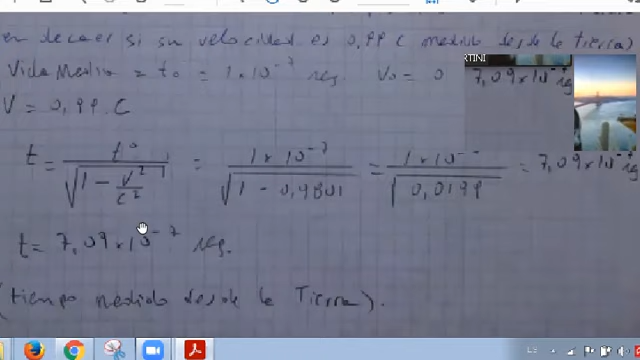 en decaer si su velocidad es 0,99 C medido desde la tierra)
Vida Media = t₀ = 1.10⁻⁷ seg. V₀ = 0 7,09 x 10⁻⁷ seg
RTINI
V = 0,99. C
t = t₀ / √(1 - V²/C²) = 1 x 10⁻⁷ / √(1 - 0,9801) = 1 x 10⁻ / √(0,0199) = 7,09 x 10⁻⁷ seg
t = 7,09 x 10⁻⁷ seg.
(tiempo medido desde la Tierra).